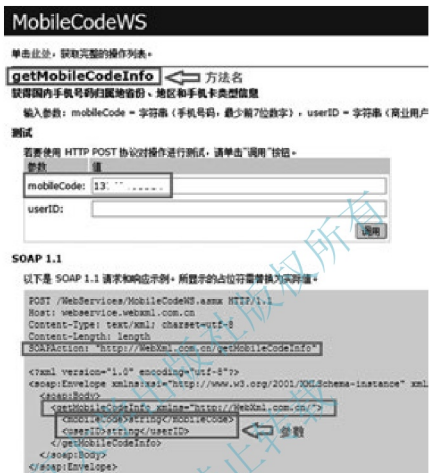 MobileCodeWS
单击此处，获取完整的操作列表。
getMobileCodeInfo 方法名
获得国内手机号码归属地省份、地区和手机卡类型信息
输入参数：mobileCode = 字符串（手机号码，最少前7位数字），userID = 字符串（商业用户
测试
若要使用 HTTP POST 协议对操作进行测试，请单击"调用"按钮。
参数 值
mobileCode: 13
userID:
调用
SOAP 1.1
以下是 SOAP 1.1 请求和响应示例。所显示的占位符需替换为实际值。
POST /WebServices/MobileCodeWS.asmx HTTP/1.1
Host: webservice.webxml.com.cn
Content-Type: text/xml; charset=utf-8
Content-Length: length
SOAPAction: "http://WebXml.com.cn/getMobileCodeInfo"
<?xml version="1.0" encoding="utf-8"?>
<soap:Envelope xmlns:xsi="http://www.w3.org/2001/XMLSchema-instance" xml
<soap:Body>
<getMobileCodeInfo xmlns="http://WebXml.com.cn/">
<mobileCode>string</mobileCode>
<userID>string</userID> 参数
</getMobileCodeInfo>
</soap:Body>
</soap:Envelope>